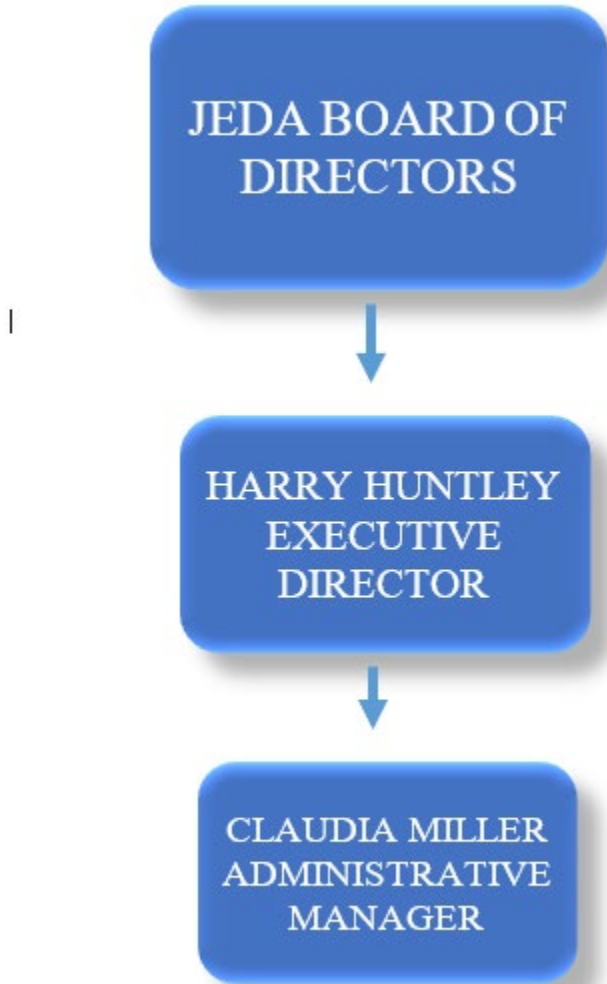 JEDA BOARD OF
DIRECTORS
HARRY HUNTLEY
EXECUTIVE
DIRECTOR
CLAUDIA MILLER
ADMINISTRATIVE
MANAGER